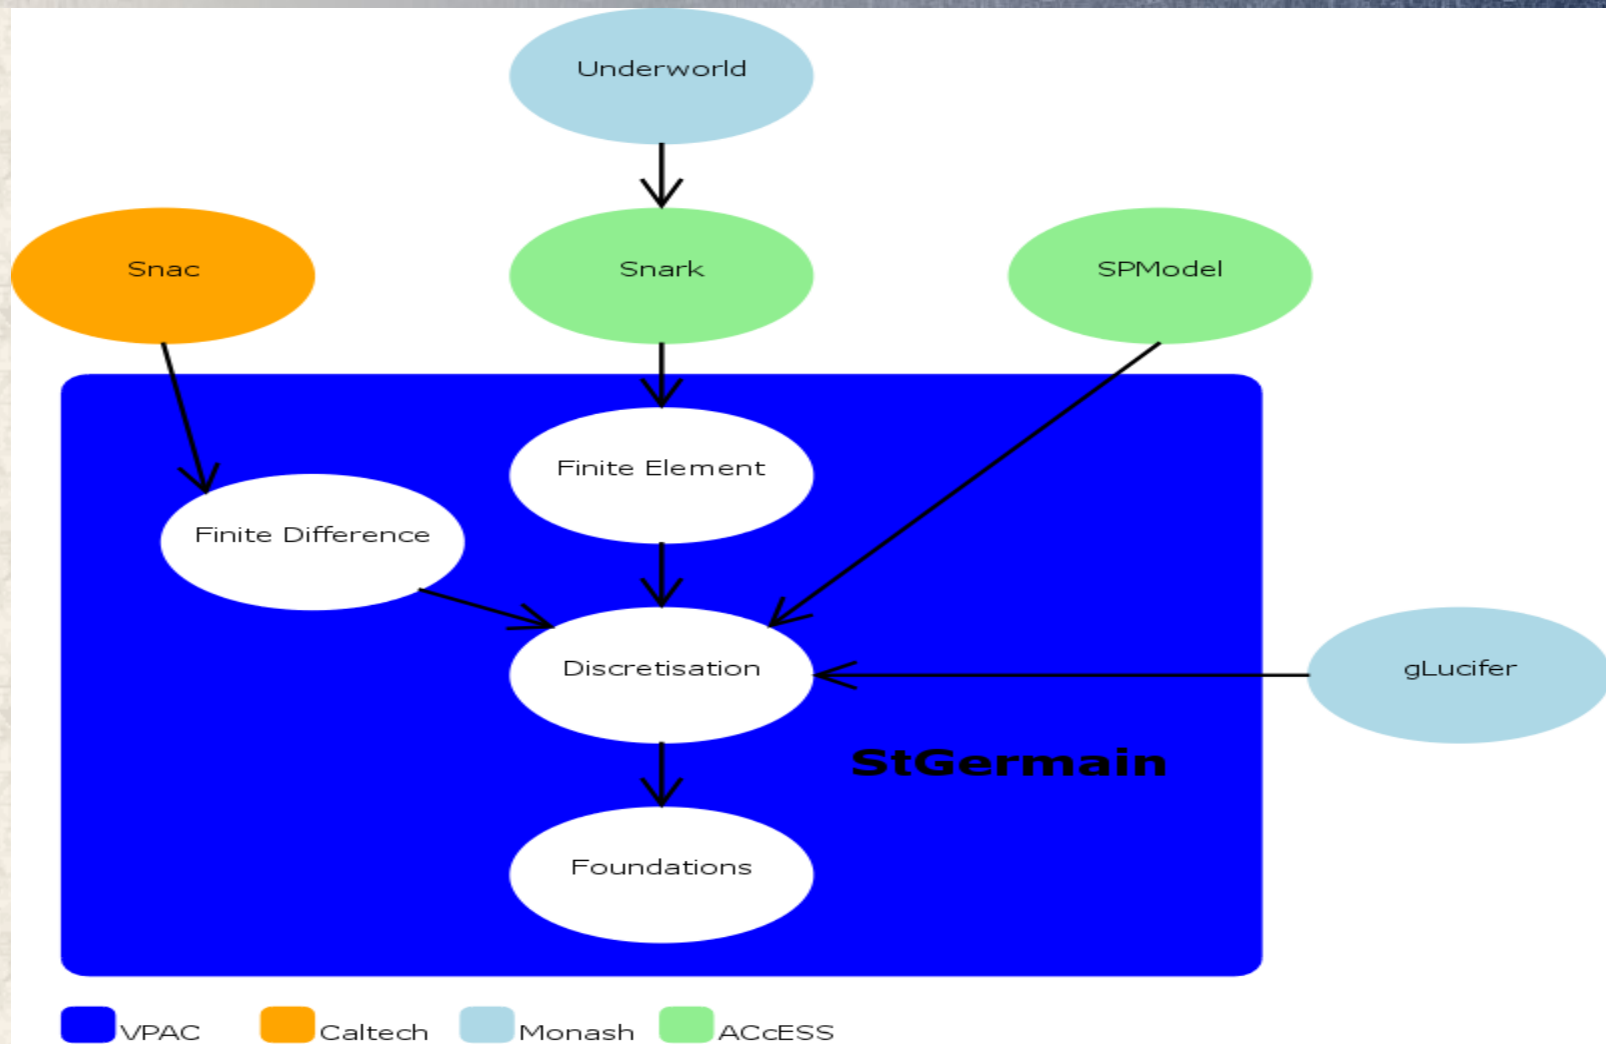 Underworld
Snac
Snark
SPModel
Finite Element
Finite Difference
Discretisation
gLucifer
StGermain
Foundations
VPAC
Caltech
Monash
ACcESS